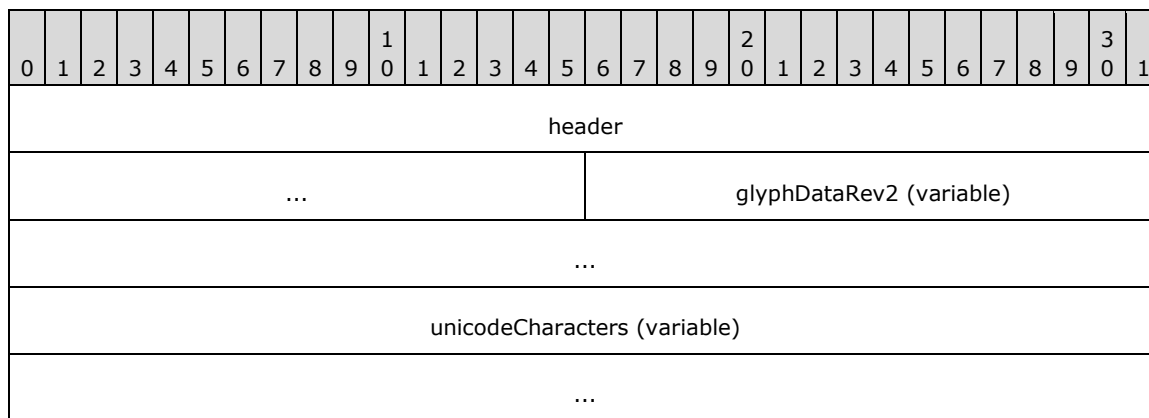 1 2 3
0 1 2 3 4 5 6 7 8 9 0 1 2 3 4 5 6 7 8 9 0 1 2 3 4 5 6 7 8 9 0 1
header
... glyphDataRev2 (variable)
...
unicodeCharacters (variable)
...